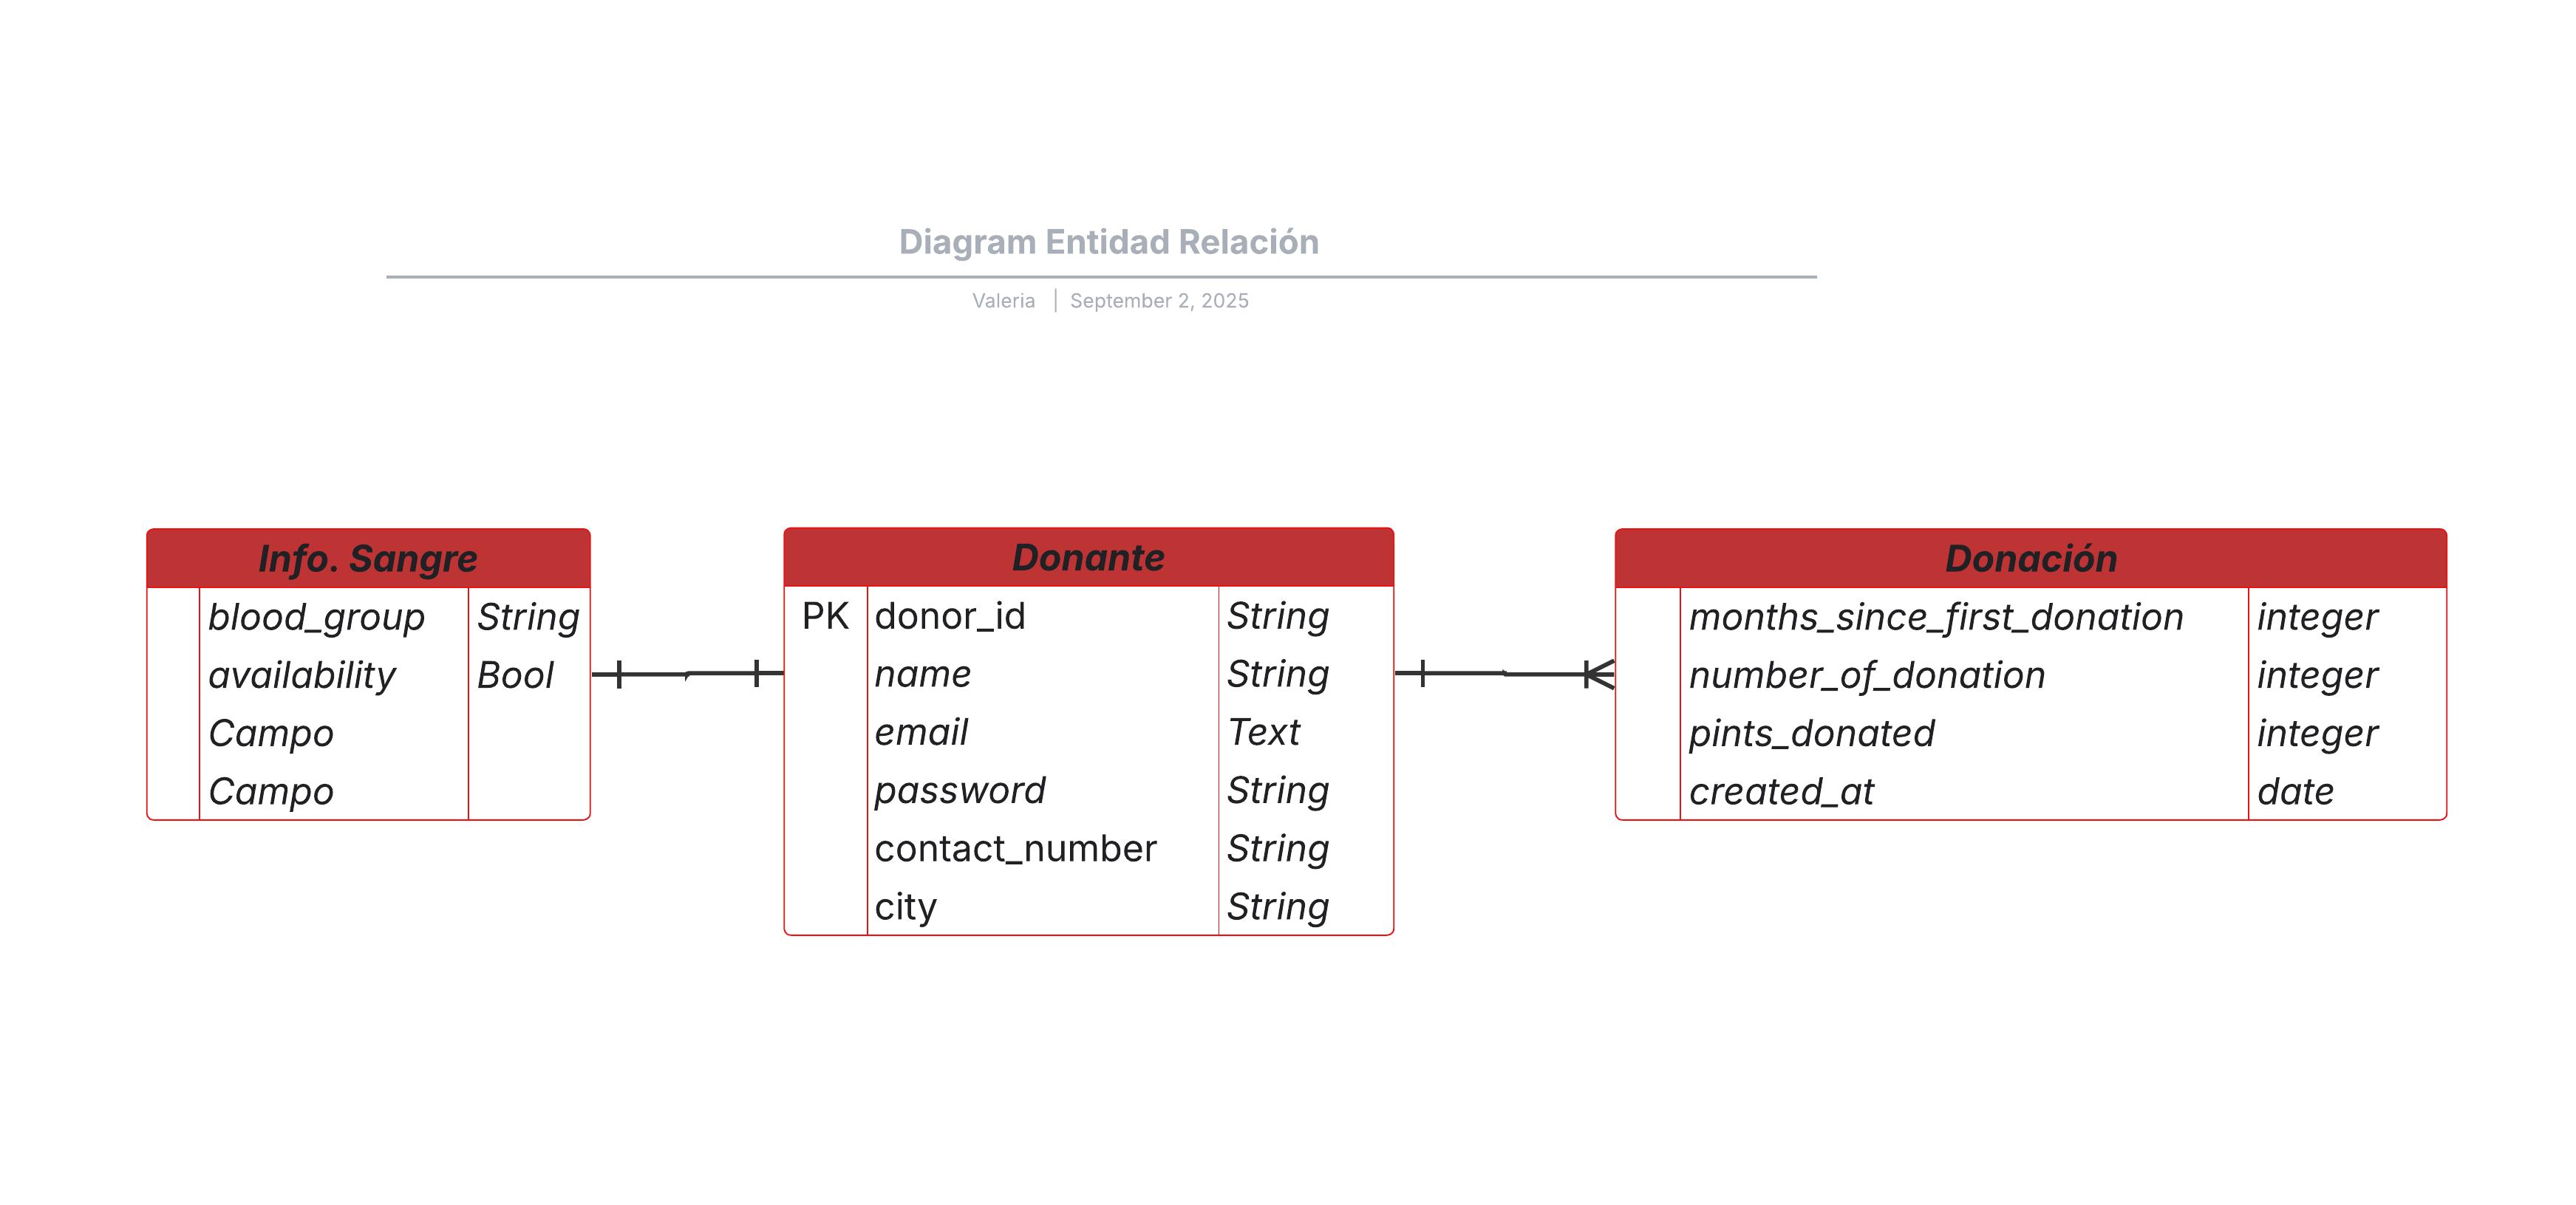 Diagram Entidad Relación
Valeria | September 2, 2025
Info. Sangre
blood_group String
availability Bool
Campo
Campo
Donante
PK donor_id String
name String
email Text
password String
contact_number String
city String
Donación
months_since_first_donation integer
number_of_donation integer
pints_donated integer
created_at date